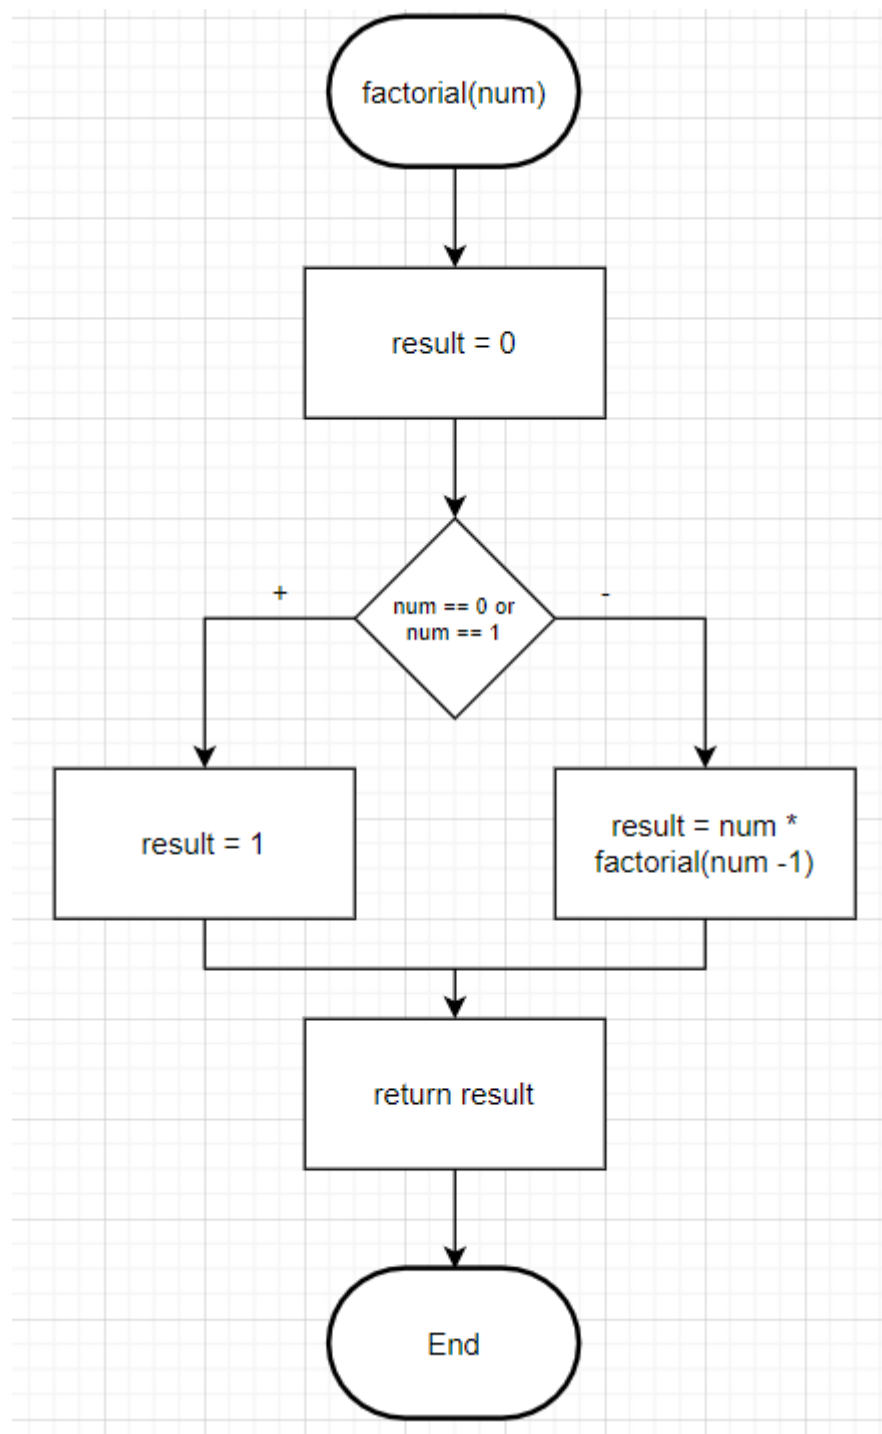 factorial(num)
result = 0
+
-
num == 0 or
num == 1
result = 1
result = num *
factorial(num -1)
return result
End